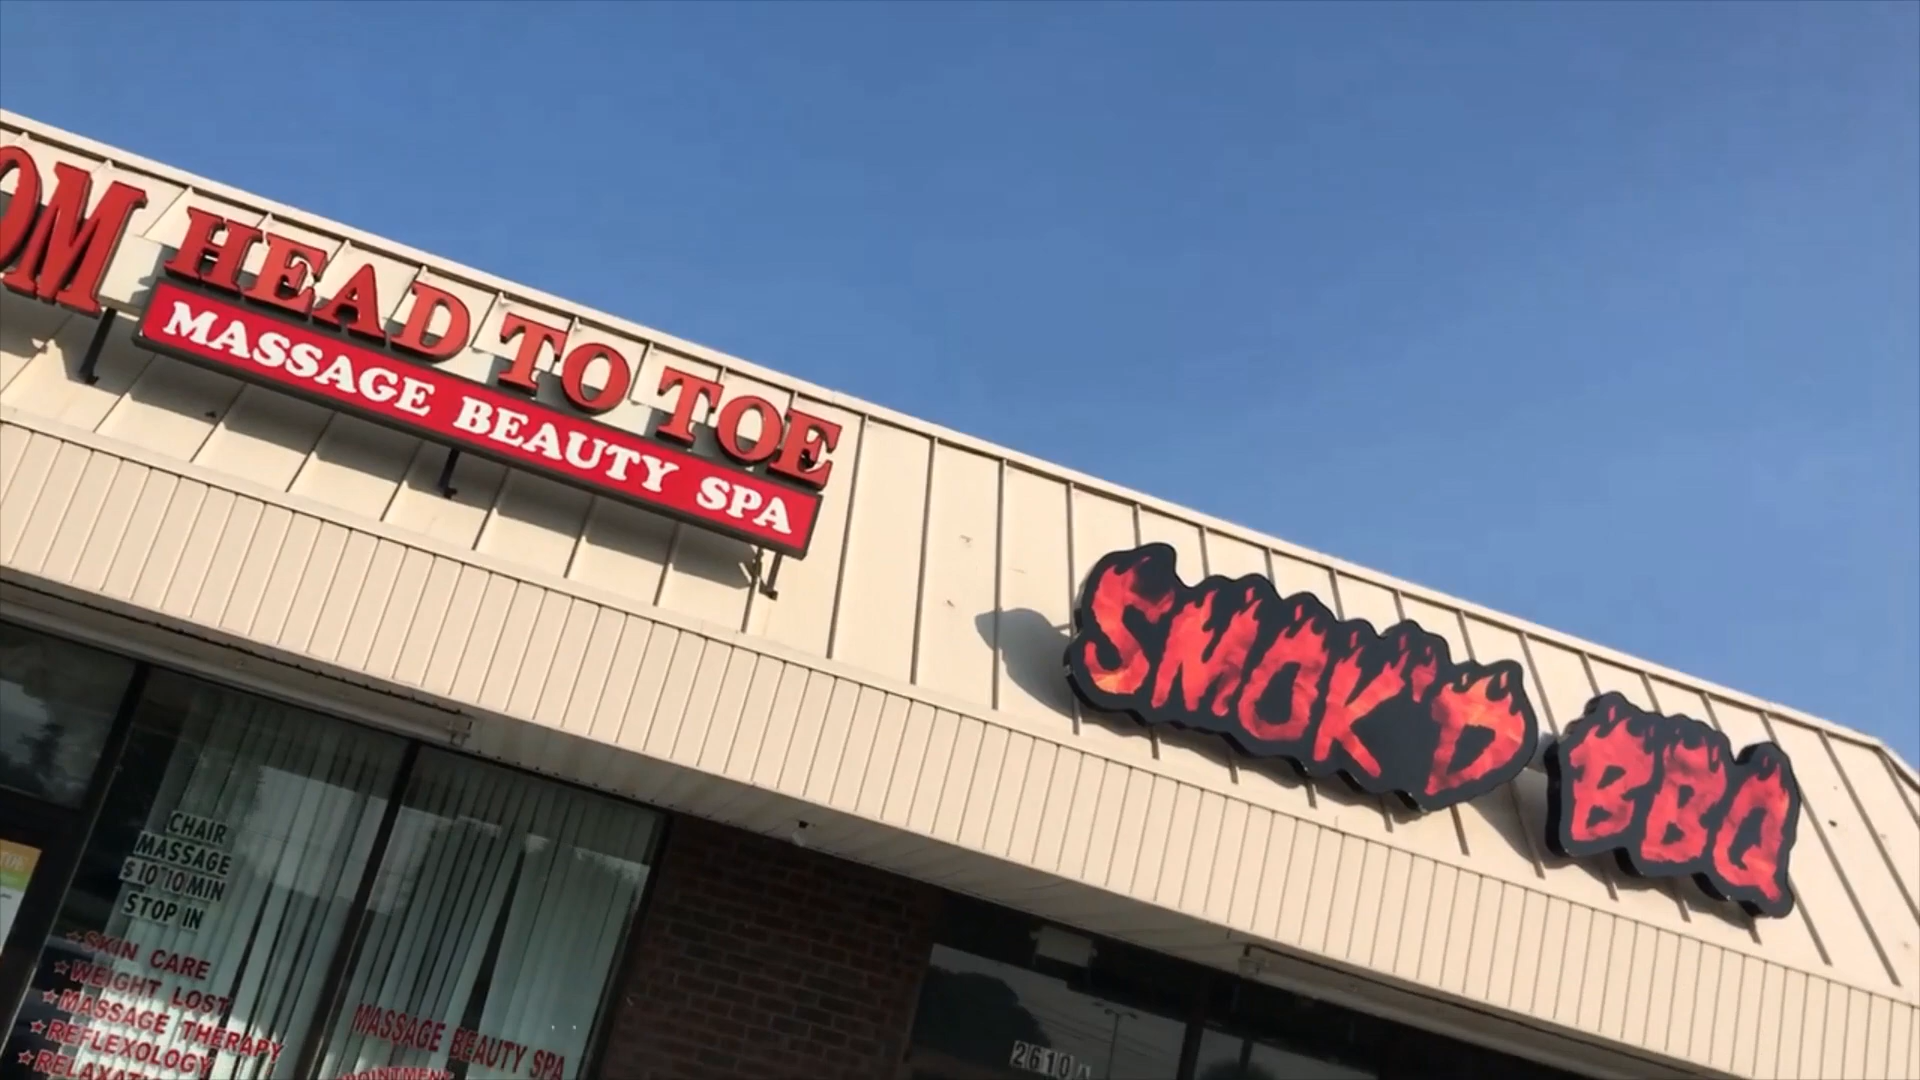 OM
HEAD TO TOE
MASSAGE BEAUTY SPA
SMOK'D BBQ
CHAIR
MASSAGE
$10 10 MIN
STOP IN
SKIN CARE
WEIGHT LOST
MASSAGE THERAPY
REFLEXOLOGY
MASSAGE BEAUTY SPA
2610A